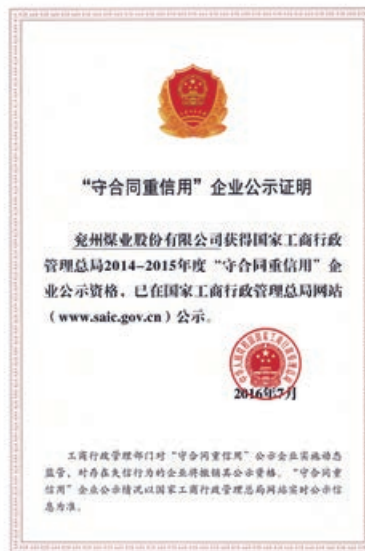 “守合同重信用”企业公示证明
兖州煤业股份有限公司获得国家工商行政
管理总局2014-2015年度“守合同重信用”企
业公示资格，已在国家工商行政管理总局网站
（www.saic.gov.cn）公示。
2016年7月
工商行政管理部门对“守合同重信用”公示企业实施动态
监管，对存在失信行为的企业将撤销其公示资格。“守合同重
信用”企业公示情况以国家工商行政管理总局网站实时公示信
息为准。